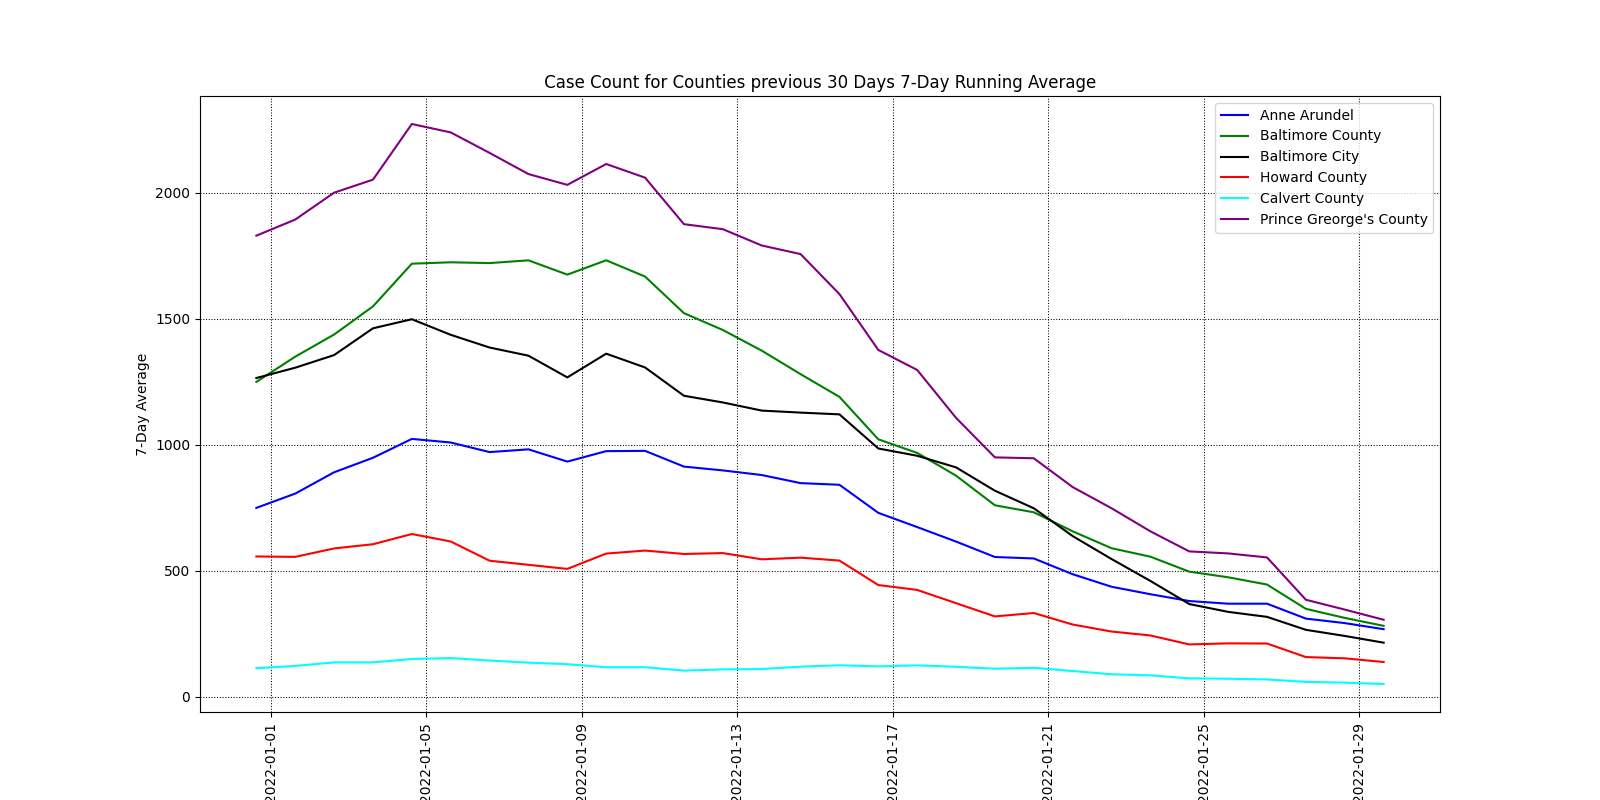 Case Count for Counties previous 30 Days 7-Day Running Average
Anne Arundel
Baltimore County
Baltimore City
Howard County
Calvert County
Prince Greorge's County
7-Day Average
2000
1500
1000
500
0
2022-01-01
2022-01-05
2022-01-09
2022-01-13
2022-01-17
2022-01-21
2022-01-25
2022-01-29